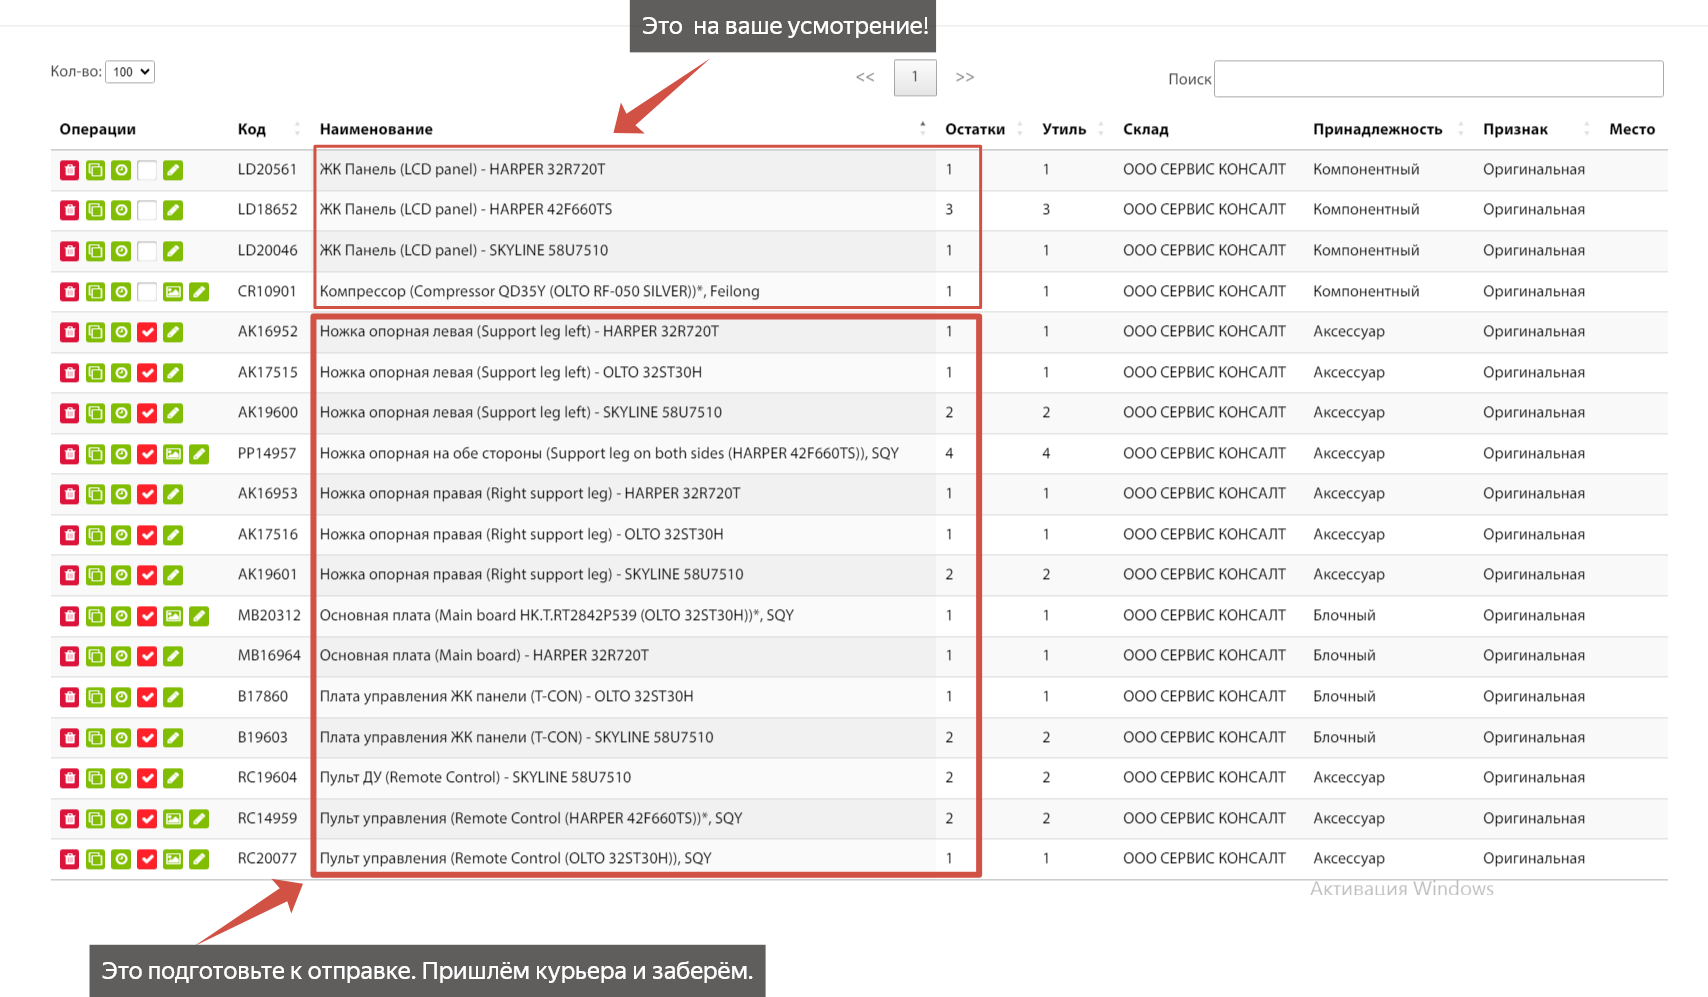 Это  на ваше усмотрение!
Кол-во: 100
<< 1 >>
Поиск
Операции Код Наименование Остатки Утиль Склад Принадлежность Признак Место
LD20561 ЖК Панель (LCD panel) - HARPER 32R720T 1 1 ООО СЕРВИС КОНСАЛТ Компонентный Оригинальная
LD18652 ЖК Панель (LCD panel) - HARPER 42F660TS 3 3 ООО СЕРВИС КОНСАЛТ Компонентный Оригинальная
LD20046 ЖК Панель (LCD panel) - SKYLINE 58U7510 1 1 ООО СЕРВИС КОНСАЛТ Компонентный Оригинальная
CR10901 Компрессор (Compressor QD35Y (OLTO RF-050 SILVER))*, Feilong 1 1 ООО СЕРВИС КОНСАЛТ Компонентный Оригинальная
AK16952 Ножка опорная левая (Support leg left) - HARPER 32R720T 1 1 ООО СЕРВИС КОНСАЛТ Аксессуар Оригинальная
AK17515 Ножка опорная левая (Support leg left) - OLTO 32ST30H 1 1 ООО СЕРВИС КОНСАЛТ Аксессуар Оригинальная
AK19600 Ножка опорная левая (Support leg left) - SKYLINE 58U7510 2 2 ООО СЕРВИС КОНСАЛТ Аксессуар Оригинальная
PP14957 Ножка опорная на обе стороны (Support leg on both sides (HARPER 42F660TS)), SQY 4 4 ООО СЕРВИС КОНСАЛТ Аксессуар Оригинальная
AK16953 Ножка опорная правая (Right support leg) - HARPER 32R720T 1 1 ООО СЕРВИС КОНСАЛТ Аксессуар Оригинальная
AK17516 Ножка опорная правая (Right support leg) - OLTO 32ST30H 1 1 ООО СЕРВИС КОНСАЛТ Аксессуар Оригинальная
AK19601 Ножка опорная правая (Right support leg) - SKYLINE 58U7510 2 2 ООО СЕРВИС КОНСАЛТ Аксессуар Оригинальная
MB20312 Основная плата (Main board HK.T.RT2842P539 (OLTO 32ST30H))*, SQY 1 1 ООО СЕРВИС КОНСАЛТ Блочный Оригинальная
MB16964 Основная плата (Main board) - HARPER 32R720T 1 1 ООО СЕРВИС КОНСАЛТ Блочный Оригинальная
B17860 Плата управления ЖК панели (T-CON) - OLTO 32ST30H 1 1 ООО СЕРВИС КОНСАЛТ Блочный Оригинальная
B19603 Плата управления ЖК панели (T-CON) - SKYLINE 58U7510 2 2 ООО СЕРВИС КОНСАЛТ Блочный Оригинальная
RC19604 Пульт ДУ (Remote Control) - SKYLINE 58U7510 2 2 ООО СЕРВИС КОНСАЛТ Аксессуар Оригинальная
RC14959 Пульт управления (Remote Control (HARPER 42F660TS))*, SQY 2 2 ООО СЕРВИС КОНСАЛТ Аксессуар Оригинальная
RC20077 Пульт управления (Remote Control (OLTO 32ST30H)), SQY 1 1 ООО СЕРВИС КОНСАЛТ Аксессуар Оригинальная
Активация Windows
Это подготовьте к отправке. Пришлём курьера и заберём.